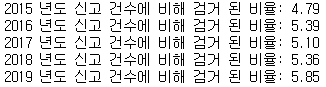 2015 년도 신고 건수에 비해 검거 된 비율: 4.79
2016 년도 신고 건수에 비해 검거 된 비율: 5.39
2017 년도 신고 건수에 비해 검거 된 비율: 5.10
2018 년도 신고 건수에 비해 검거 된 비율: 5.36
2019 년도 신고 건수에 비해 검거 된 비율: 5.85